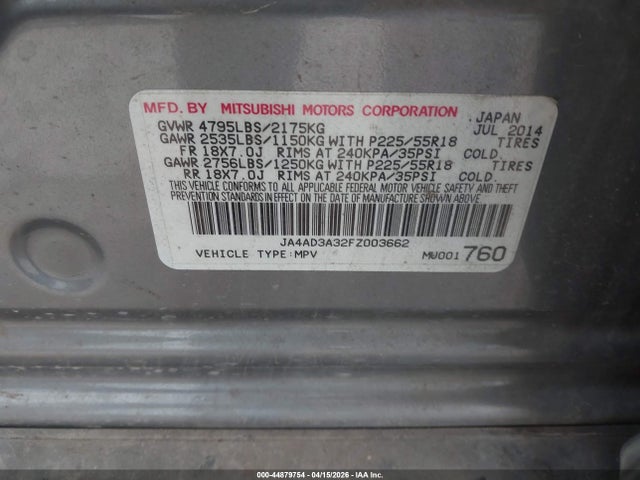 MFD. BY MITSUBISHI MOTORS CORPORATION JAPAN
GVWR 4795LBS/2175KG JUL 2014
GAWR 2535LBS/1150KG WITH P225/55R18 TIRES
FR 18X7.0J RIMS AT 240KPA/35PSI COLD.
GAWR 2756LBS/1250KG WITH P225/55R18 TIRES
RR 18X7.0J RIMS AT 240KPA/35PSI COLD.
THIS VEHICLE CONFORMS TO ALL APPLICABLE FEDERAL MOTOR VEHICLE SAFETY AND THEFT
PREVENTION STANDARDS IN EFFECT ON THE DATE OF MANUFACTURE SHOWN ABOVE.
JA4AD3A32FZ003662
VEHICLE TYPE:MPV MU001 760
000-44879754 - 04/15/2026 - IAA Inc.